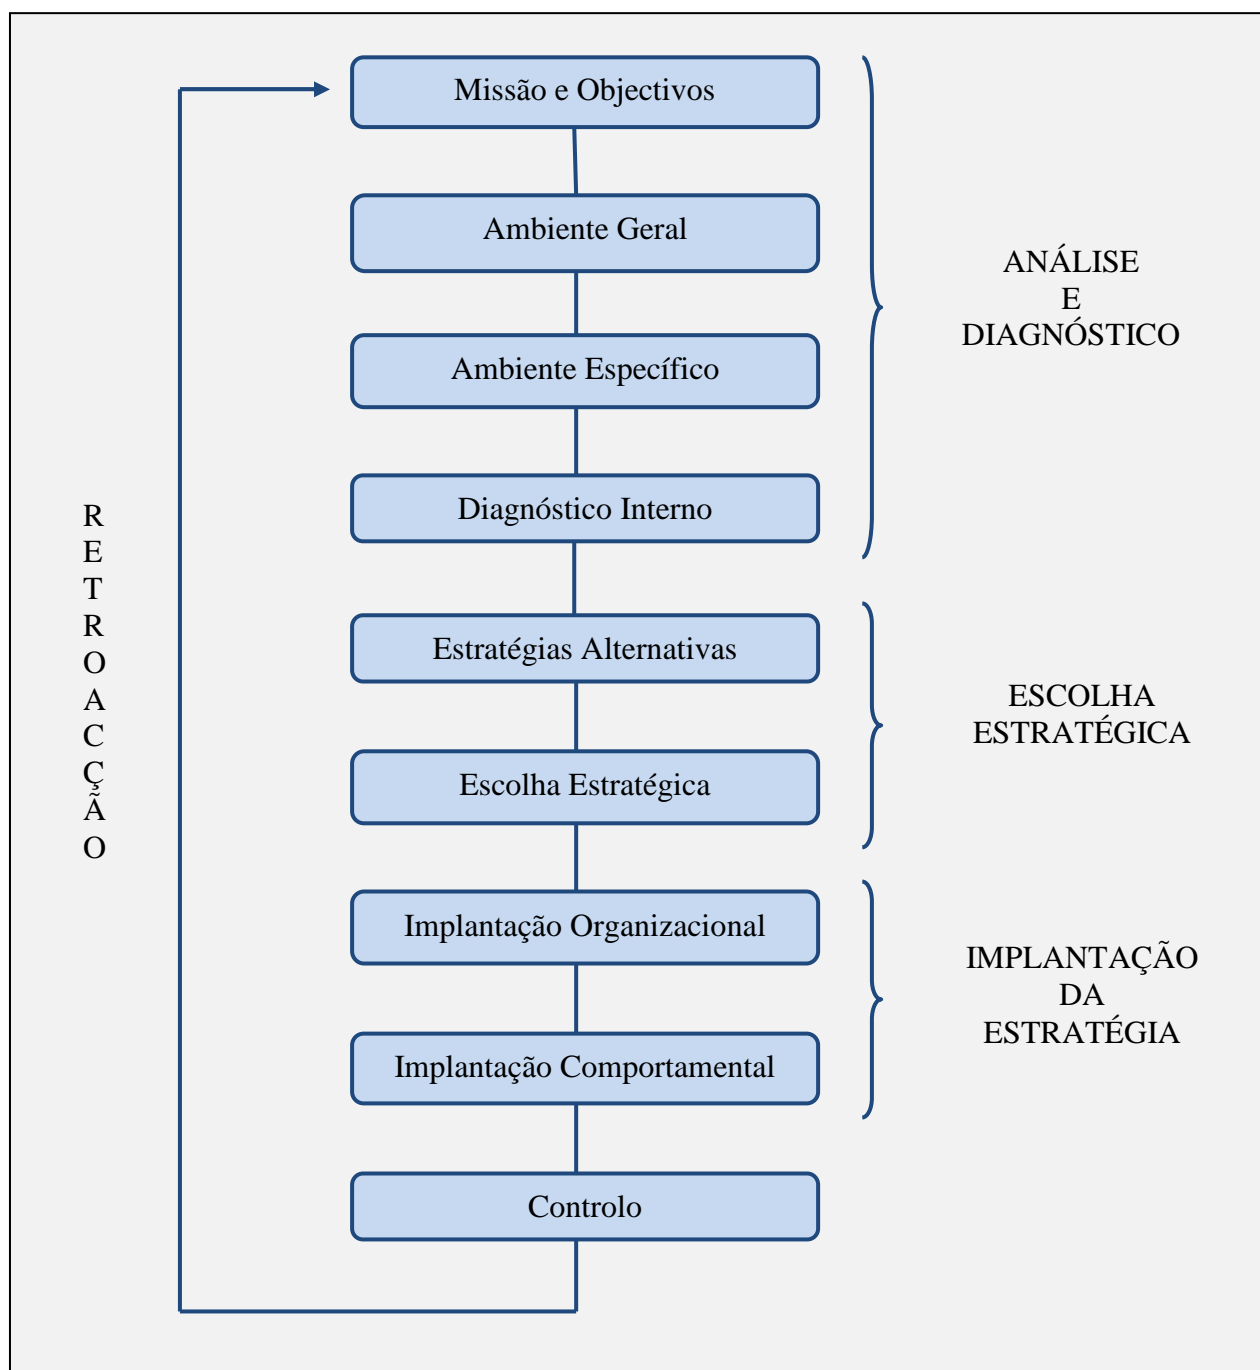 Missão e Objectivos
Ambiente Geral
Ambiente Específico
Diagnóstico Interno
Estratégias Alternativas
Escolha Estratégica
Implantação Organizacional
Implantação Comportamental
Controlo
ANÁLISE
E
DIAGNÓSTICO
ESCOLHA
ESTRATÉGICA
IMPLANTAÇÃO
DA
ESTRATÉGIA
R
E
T
R
O
A
C
Ç
Ã
O